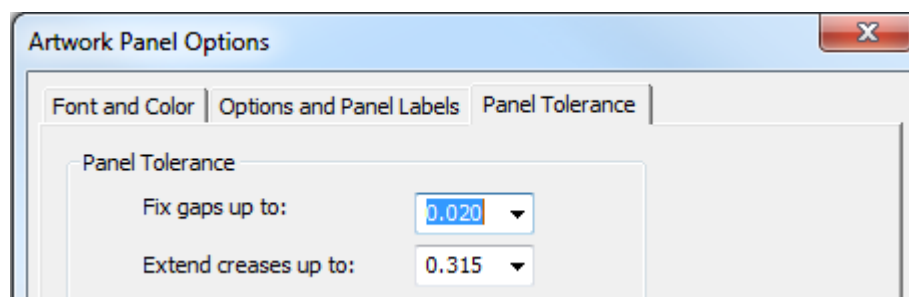 Artwork Panel Options
Font and Color Options and Panel Labels Panel Tolerance
Panel Tolerance
Fix gaps up to: 0.020
Extend creases up to: 0.315